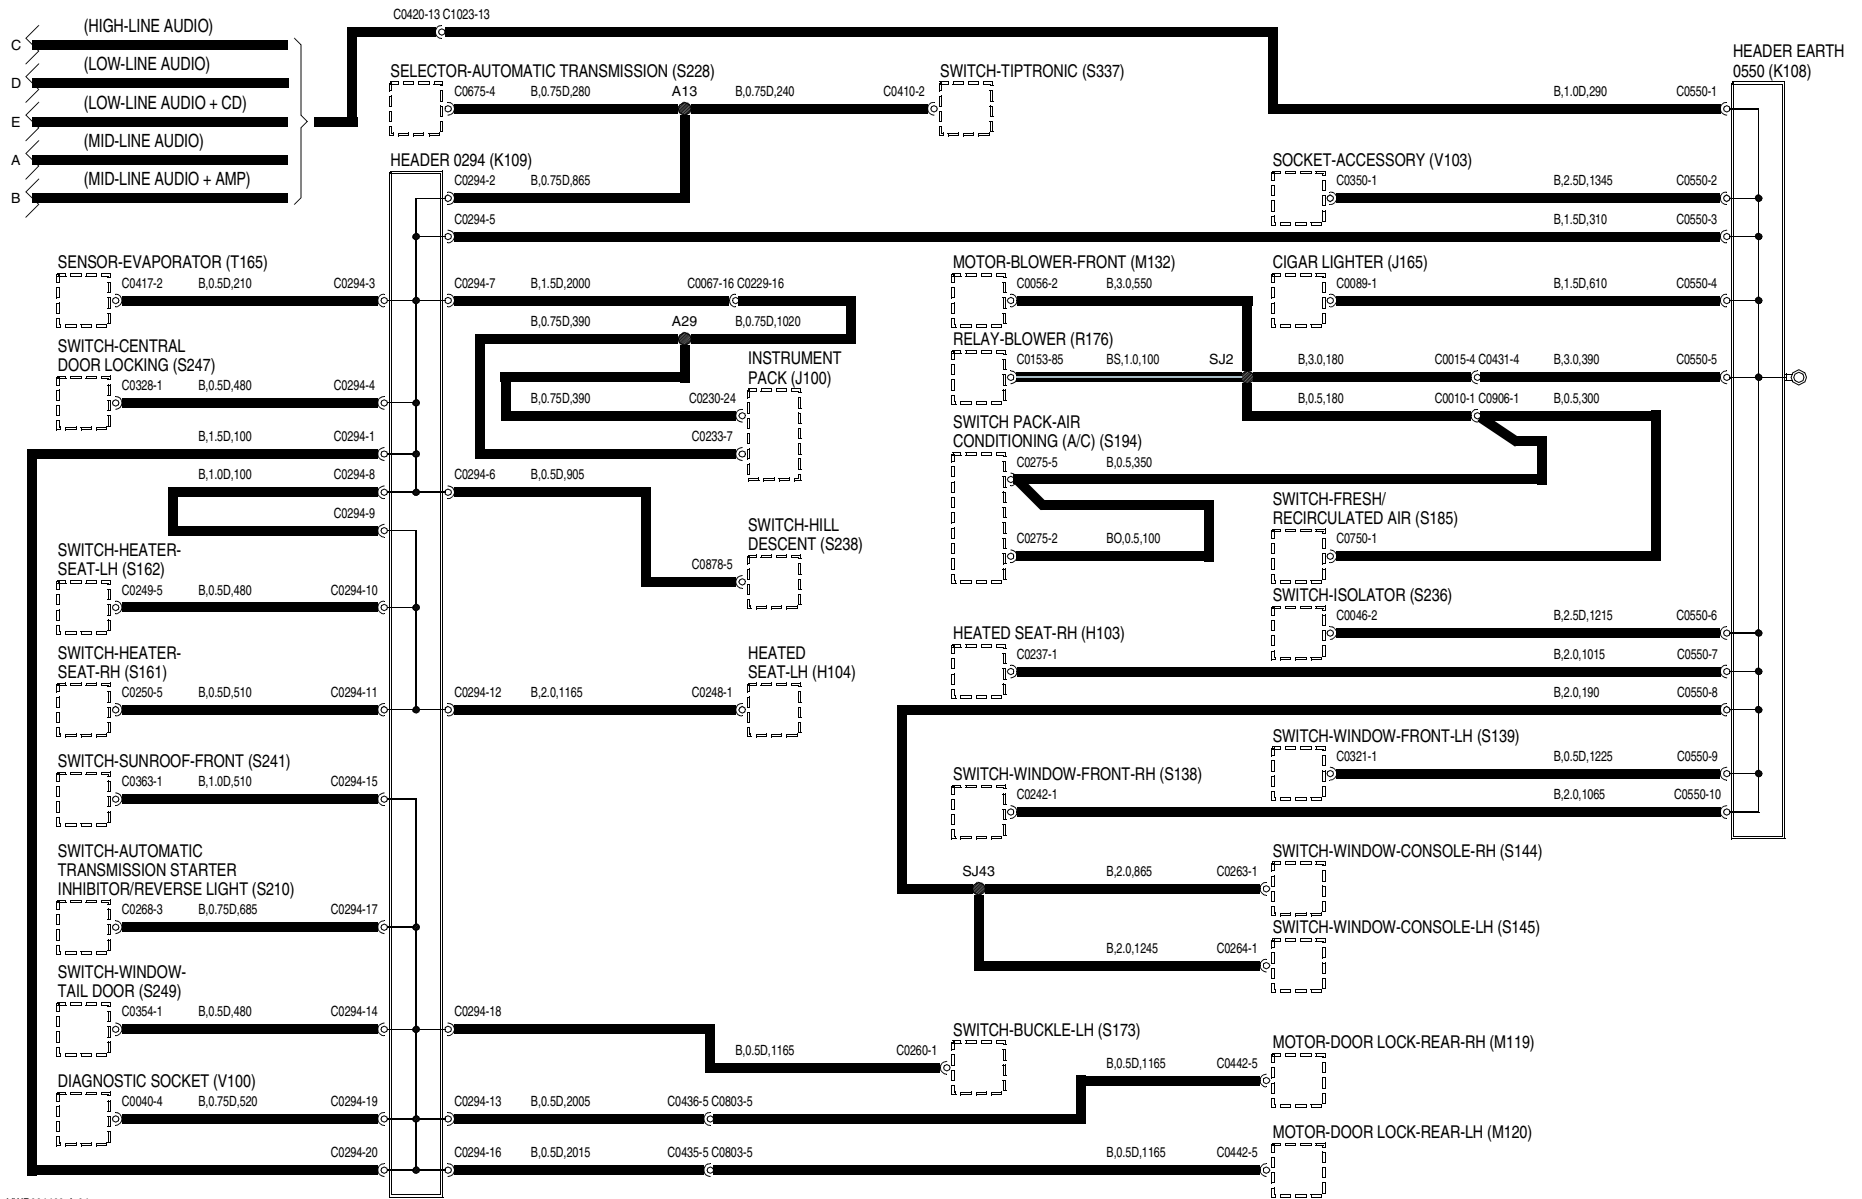 C0420-13 C1023-13
(HIGH-LINE AUDIO)
C
(LOW-LINE AUDIO)
D
(LOW-LINE AUDIO + CD)
E
(MID-LINE AUDIO)
A
(MID-LINE AUDIO + AMP)
B
SELECTOR-AUTOMATIC TRANSMISSION (S228)
C0675-4 B,0.75D,280 A13 B,0.75D,240 C0410-2
SWITCH-TIPTRONIC (S337)
HEADER EARTH
0550 (K108)
B,1.0D,290 C0550-1
HEADER 0294 (K109)
C0294-2 B,0.75D,865
C0294-5
SOCKET-ACCESSORY (V103)
C0350-1 B,2.5D,1345 C0550-2
B,1.5D,310 C0550-3
SENSOR-EVAPORATOR (T165)
C0417-2 B,0.5D,210 C0294-3
C0294-7 B,1.5D,2000 C0067-16 C0229-16
B,0.75D,390 A29 B,0.75D,1020
MOTOR-BLOWER-FRONT (M132)
C0056-2 B,3.0,550
CIGAR LIGHTER (J165)
C0089-1 B,1.5D,610 C0550-4
SWITCH-CENTRAL
DOOR LOCKING (S247)
C0328-1 B,0.5D,480 C0294-4
INSTRUMENT
PACK (J100)
B,0.75D,390 C0230-24
C0233-7
RELAY-BLOWER (R176)
C0153-85 BS,1.0,100 SJ2 B,3.0,180 C0015-4 C0431-4 B,3.0,390 C0550-5
B,0.5,180 C0010-1 C0906-1 B,0.5,300
B,1.5D,100 C0294-1
B,1.0D,100 C0294-8
C0294-9
C0294-6 B,0.5D,905
SWITCH PACK-AIR
CONDITIONING (A/C) (S194)
C0275-5 B,0.5,350
C0275-2 BO,0.5,100
SWITCH-FRESH/
RECIRCULATED AIR (S185)
C0750-1
SWITCH-HILL
DESCENT (S238)
C0878-5
SWITCH-HEATER-
SEAT-LH (S162)
C0249-5 B,0.5D,480 C0294-10
SWITCH-ISOLATOR (S236)
C0046-2 B,2.5D,1215 C0550-6
HEATED SEAT-RH (H103)
C0237-1 B,2.0,1015 C0550-7
B,2.0,190 C0550-8
SWITCH-HEATER-
SEAT-RH (S161)
C0250-5 B,0.5D,510 C0294-11
C0294-12 B,2.0,1165 C0248-1
HEATED
SEAT-LH (H104)
SWITCH-SUNROOF-FRONT (S241)
C0363-1 B,1.0D,510 C0294-15
SWITCH-WINDOW-FRONT-LH (S139)
C0321-1 B,0.5D,1225 C0550-9
SWITCH-WINDOW-FRONT-RH (S138)
C0242-1 B,2.0,1065 C0550-10
SWITCH-AUTOMATIC
TRANSMISSION STARTER
INHIBITOR/REVERSE LIGHT (S210)
C0268-3 B,0.75D,685 C0294-17
SWITCH-WINDOW-CONSOLE-RH (S144)
SJ43 B,2.0,865 C0263-1
SWITCH-WINDOW-CONSOLE-LH (S145)
B,2.0,1245 C0264-1
SWITCH-WINDOW-
TAIL DOOR (S249)
C0354-1 B,0.5D,480 C0294-14
C0294-18
B,0.5D,1165 C0260-1
SWITCH-BUCKLE-LH (S173)
MOTOR-DOOR LOCK-REAR-RH (M119)
B,0.5D,1165 C0442-5
DIAGNOSTIC SOCKET (V100)
C0040-4 B,0.75D,520 C0294-19
C0294-13 B,0.5D,2005 C0436-5 C0803-5
MOTOR-DOOR LOCK-REAR-LH (M120)
C0294-20 C0294-16 B,0.5D,2015 C0435-5 C0803-5 B,0.5D,1165 C0442-5